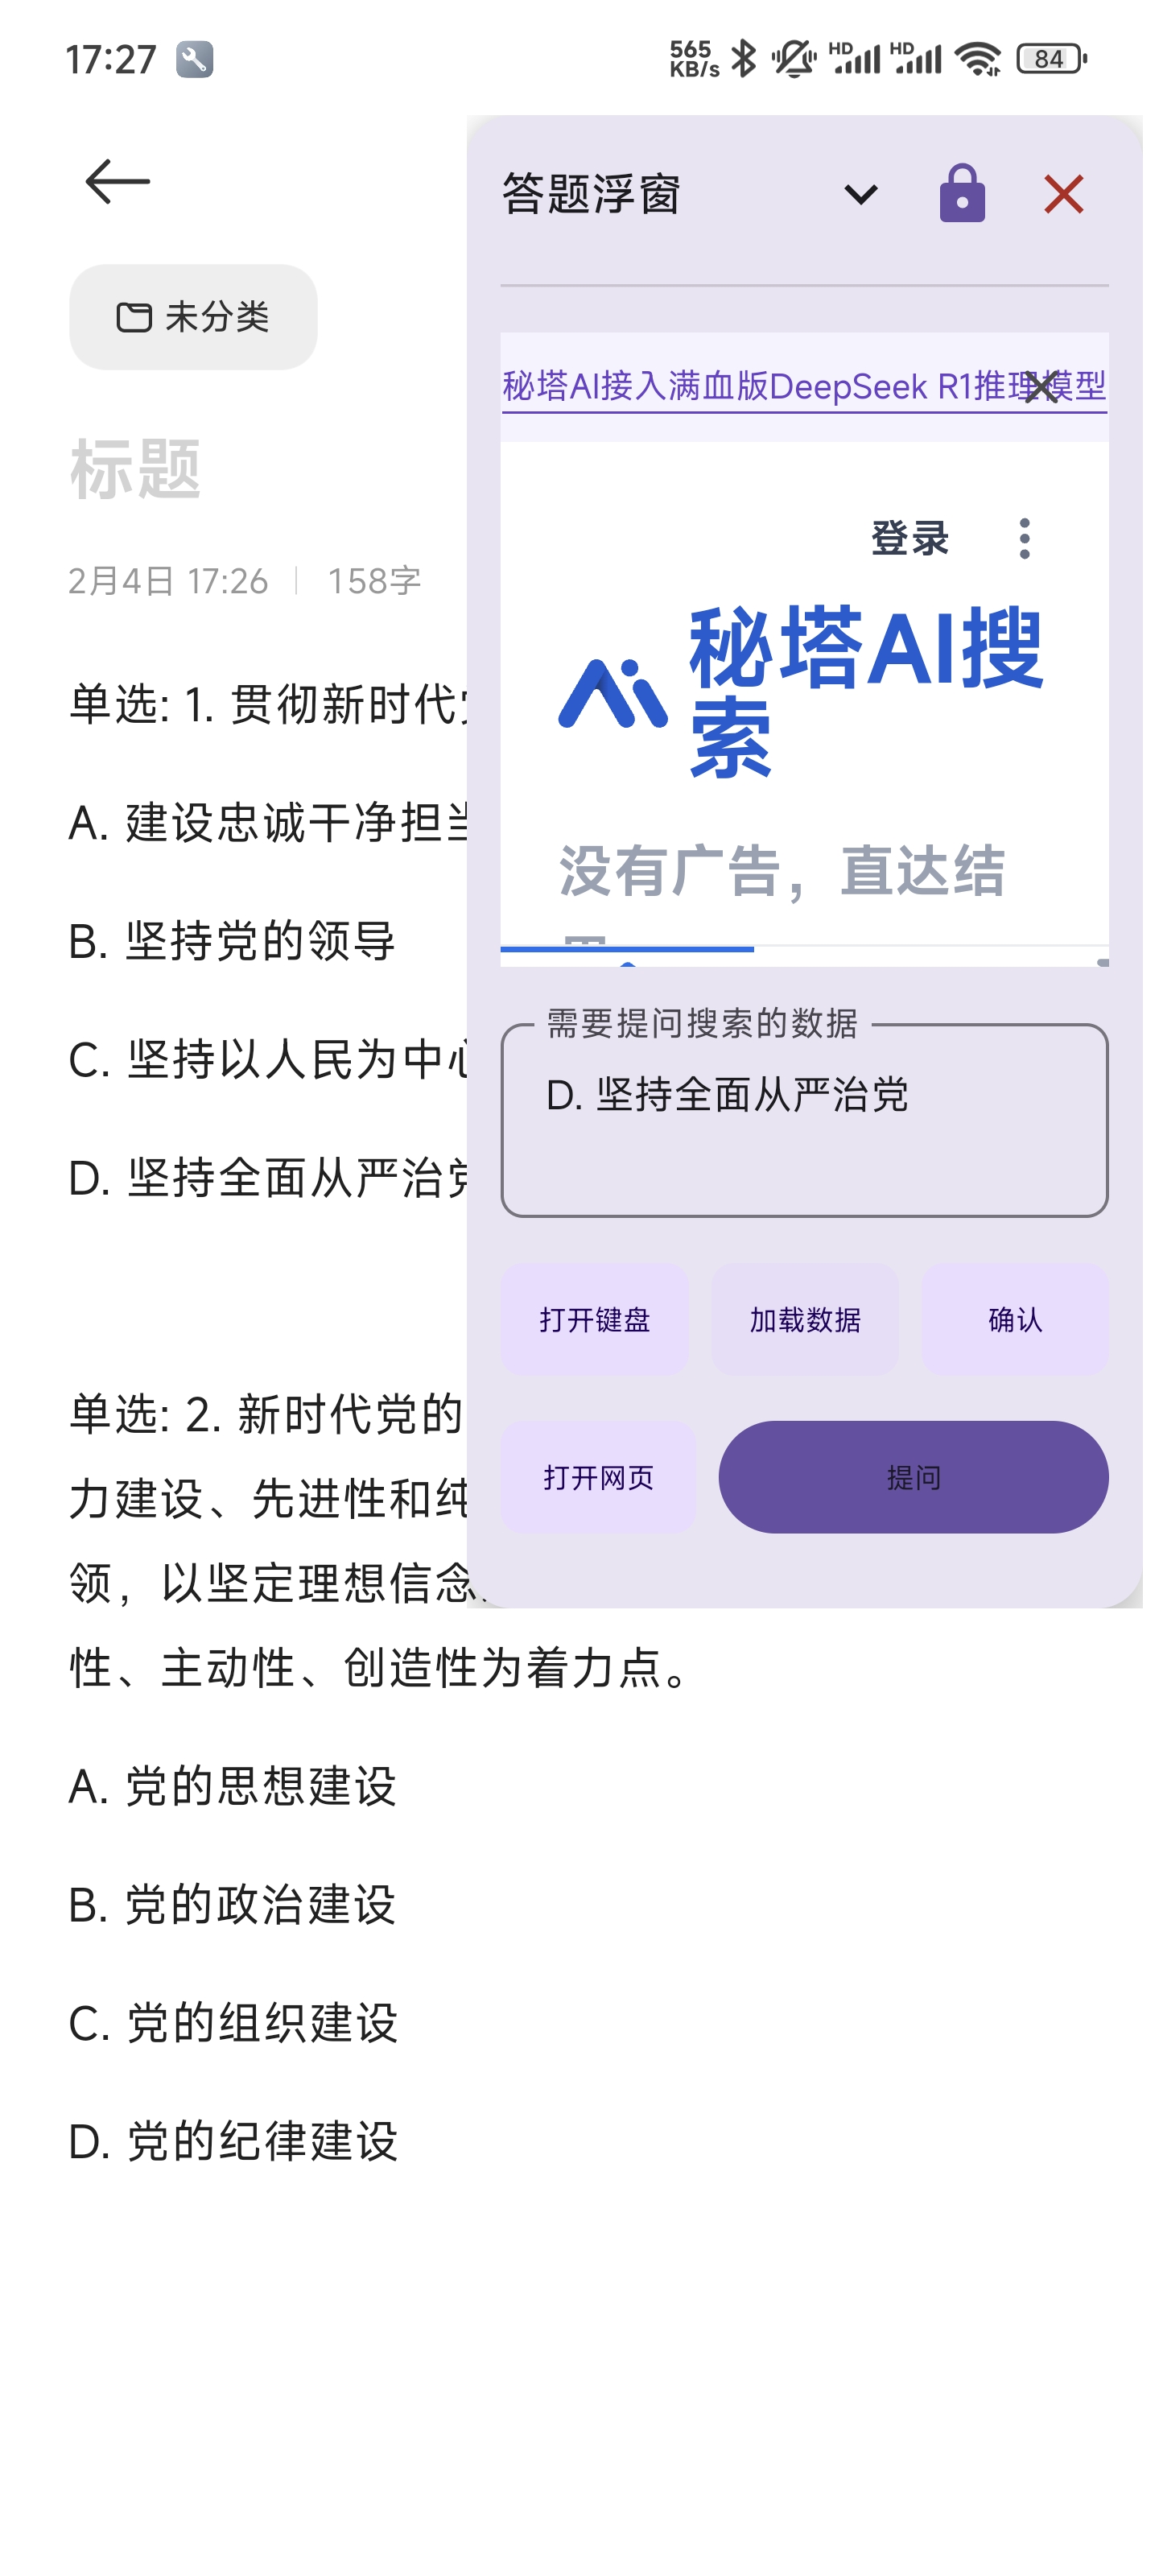 17:27
565
KB/s
HD
HD
84
答题浮窗
未分类
秘塔AI接入满血版DeepSeek R1推理模型
标题
登录
2月4日 17:26
158字
秘塔AI搜
索
单选: 1. 贯彻新时代
A. 建设忠诚干净担
没有广告，直达结
B. 坚持党的领导
需要提问搜索的数据
C. 坚持以人民为中
D. 坚持全面从严治党
D. 坚持全面从严治
打开键盘
加载数据
确认
单选: 2. 新时代党的
打开网页
提问
力建设、先进性和纯
领，以坚定理想信念
性、主动性、创造性为着力点。
A. 党的思想建设
B. 党的政治建设
C. 党的组织建设
D. 党的纪律建设